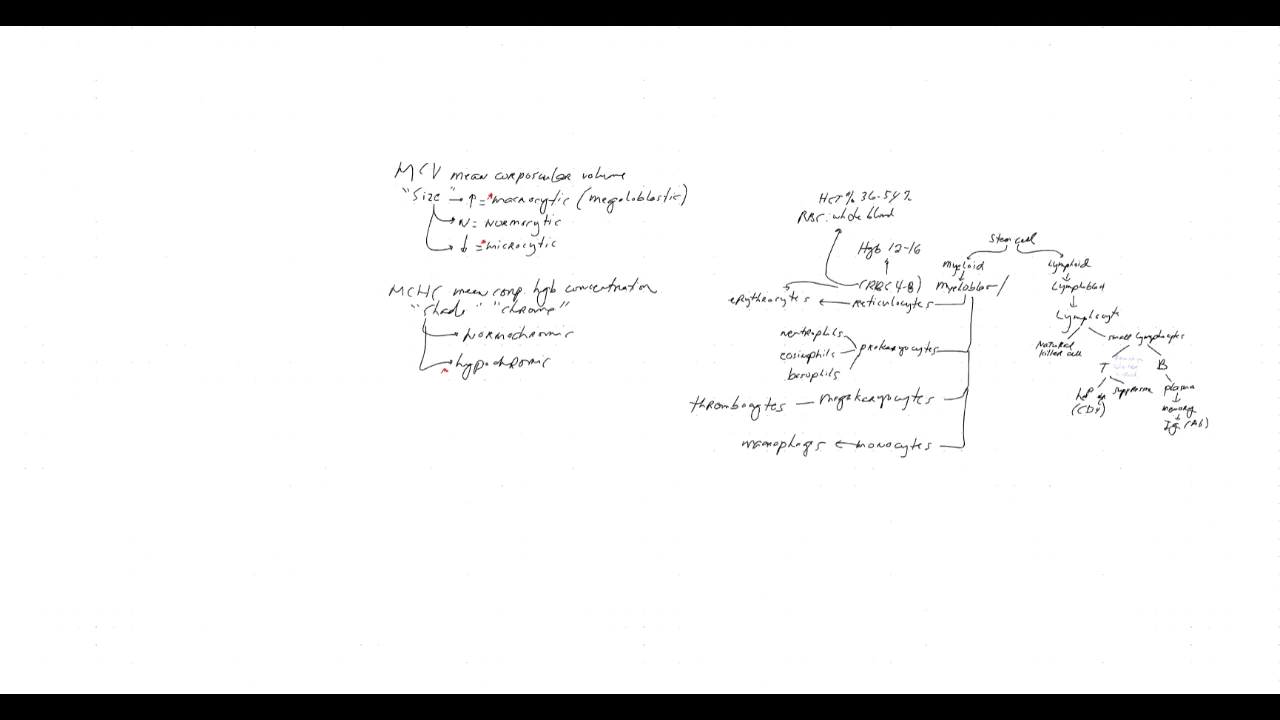 MCV mean corpuscular volume
"Size" → ↑ = *macrocytic (megaloblastic)
→ N = Normocytic
→ ↓ = *microcytic
MCHC mean corp. hgb concentration
"shade" "chromo"
→ Normochromic
→ *hypochromic
HCT % 36-54%
RBC: whole blood
Hgb 12-16
(RBC 4-8)
erythrocytes ← reticulocytes
neutrophils
eosinophils
basophils
prokaryocytes
thrombocytes — megakaryocytes
macrophages ← monocytes
Stem cell
Myeloid
myeloblas
Lymphoid
Lymphoblast
Lymphocyte
Natural
killer cell
small lymphocytes
T
B
(CD4)
suppressor
plasma
memory
Ig (Ab)